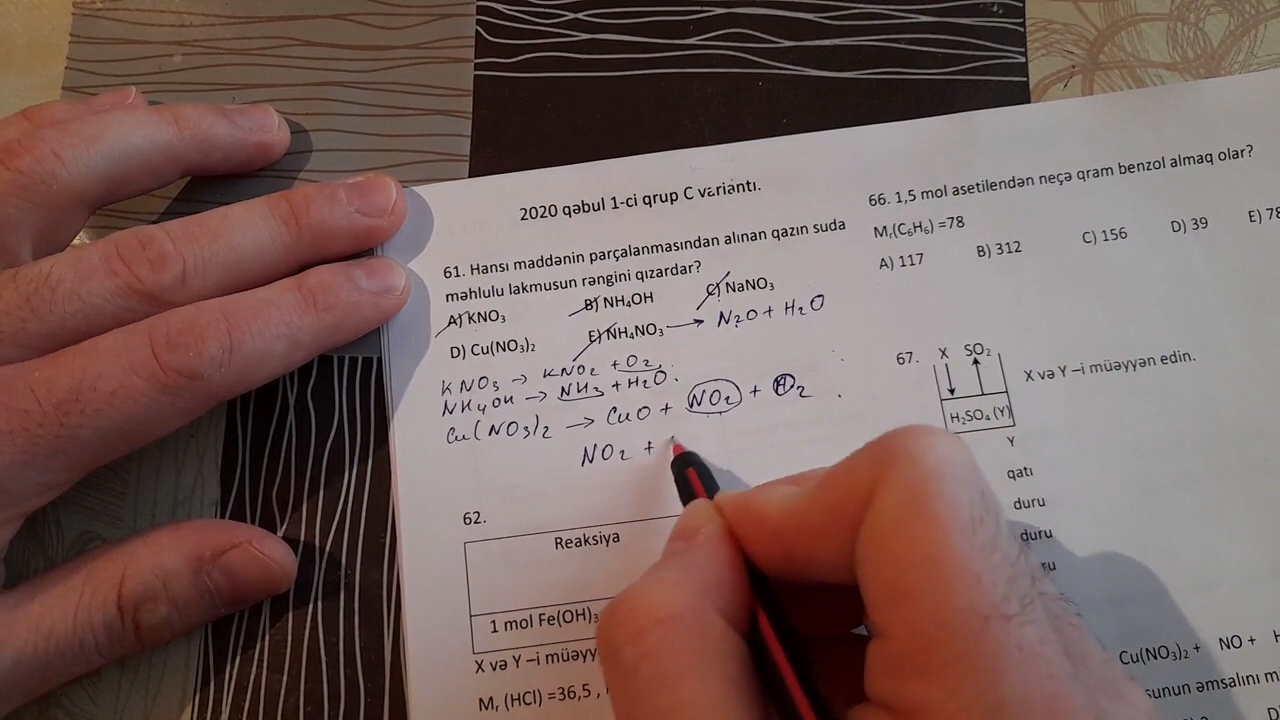 2020 qəbul 1-ci qrup C variantı.
61. Hansı maddənin parçalanmasından alınan qazın suda
məhlulu lakmusun rəngini qızardar?
A) KNO₃ B) NH₄OH C) NaNO₃
D) Cu(NO₃)₂ E) NH₄NO₃ → N₂O + H₂O
KNO₃ → KNO₂ + O₂.
NH₄OH → NH₃ + H₂O.
Cu(NO₃)₂ → CuO + NO₂ + O₂
NO₂ +
62.
Reaksiya
1 mol Fe(OH)₃
X və Y –i müəyy
Mᵣ (HCl) =36,5 ,
66. 1,5 mol asetilendən neçə qram benzol almaq olar?
Mᵣ(C₆H₆) =78
A) 117 B) 312 C) 156 D) 39 E) 78
67. X SO₂
X və Y –i müəyyən edin.
H₂SO₄ (Y)
Y
qatı
duru
duru
ru
Cu(NO₃)₂ + NO + H
sunun əmsalını m
D)